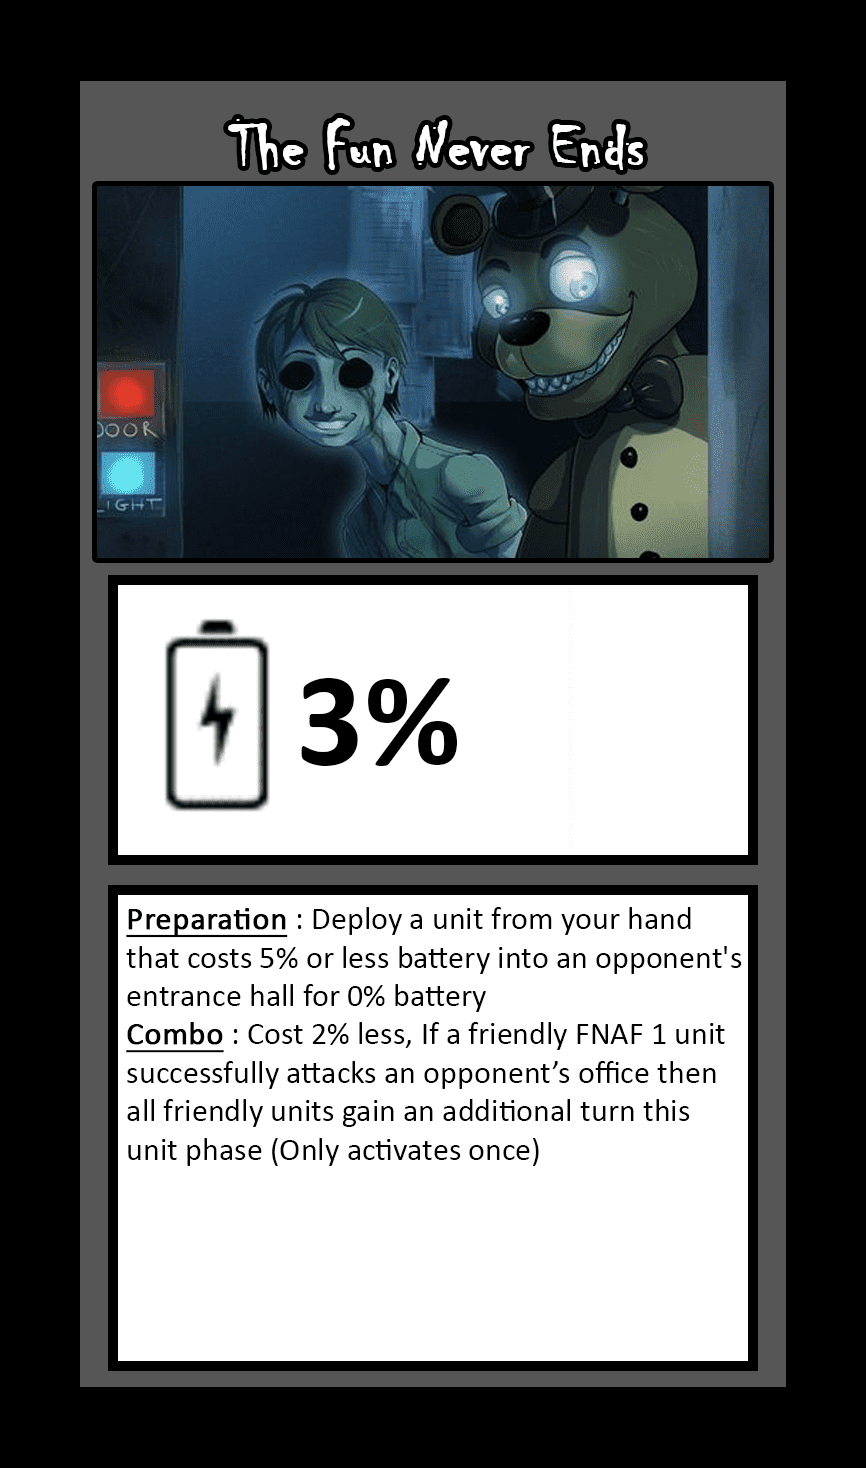 The Fun Never Ends
DOOR
LIGHT
3%
Preparation : Deploy a unit from your hand
that costs 5% or less battery into an opponent's
entrance hall for 0% battery
Combo : Cost 2% less, If a friendly FNAF 1 unit
successfully attacks an opponent’s office then
all friendly units gain an additional turn this
unit phase (Only activates once)